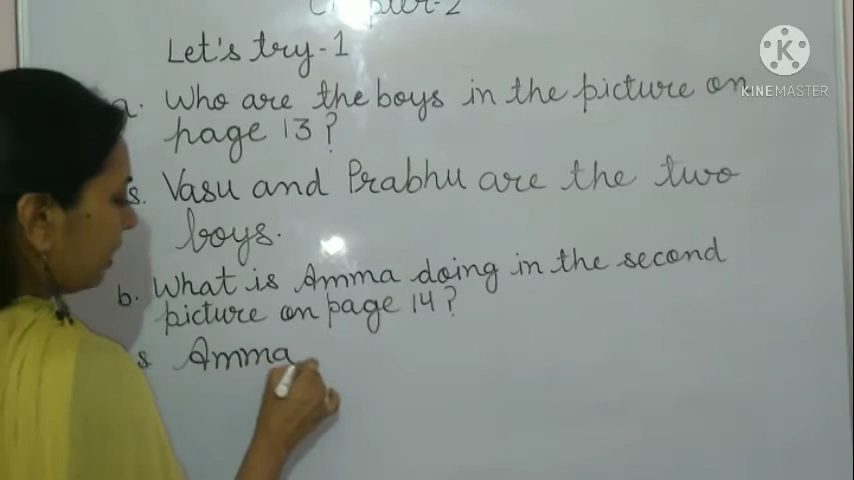 Chapter-2
Let's try-1
a. Who are the boys in the picture on
page 13?
s. Vasu and Prabhu are the two
boys.
b. What is Amma doing in the second
picture on page 14?
s. Amma
KINEMASTER